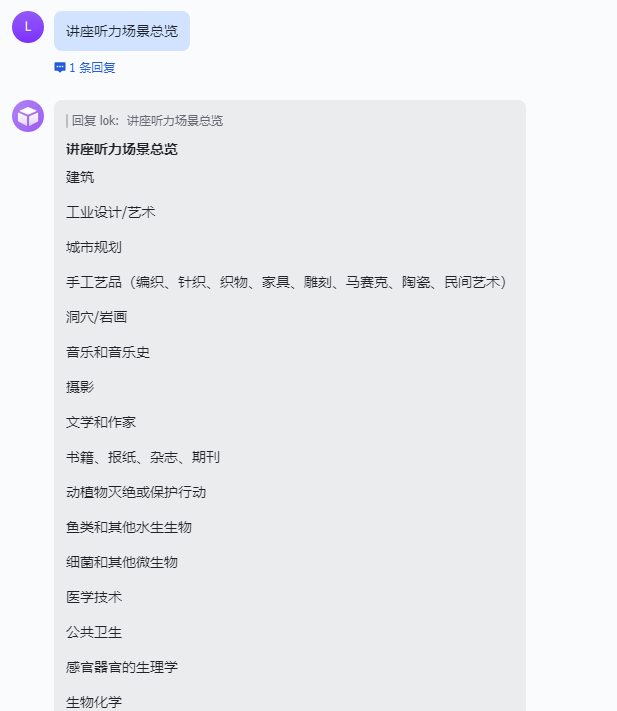 L
讲座听力场景总览
1 条回复
| 回复 lok: 讲座听力场景总览
讲座听力场景总览
建筑
工业设计/艺术
城市规划
手工艺品（编织、针织、织物、家具、雕刻、马赛克、陶瓷、民间艺术）
洞穴/岩画
音乐和音乐史
摄影
文学和作家
书籍、报纸、杂志、期刊
动植物灭绝或保护行动
鱼类和其他水生生物
细菌和其他微生物
医学技术
公共卫生
感官器官的生理学
生物化学